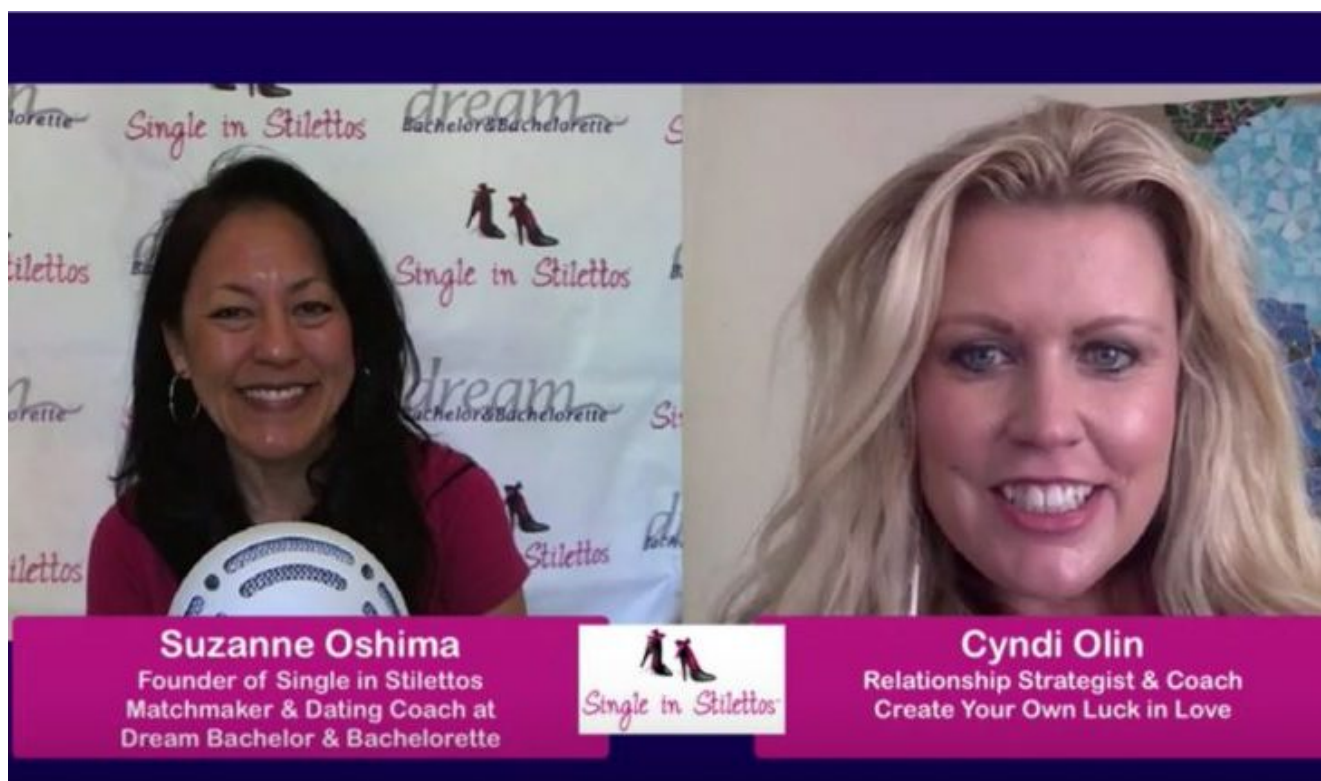 Single in Stilettos
dream
Bachelor&Bachelorette
Single in Stilettos
dream
Bachelor&Bachelorette
Stilettos
Suzanne Oshima
Founder of Single in Stilettos
Matchmaker & Dating Coach at
Dream Bachelor & Bachelorette
Single in Stilettos
Cyndi Olin
Relationship Strategist & Coach
Create Your Own Luck in Love